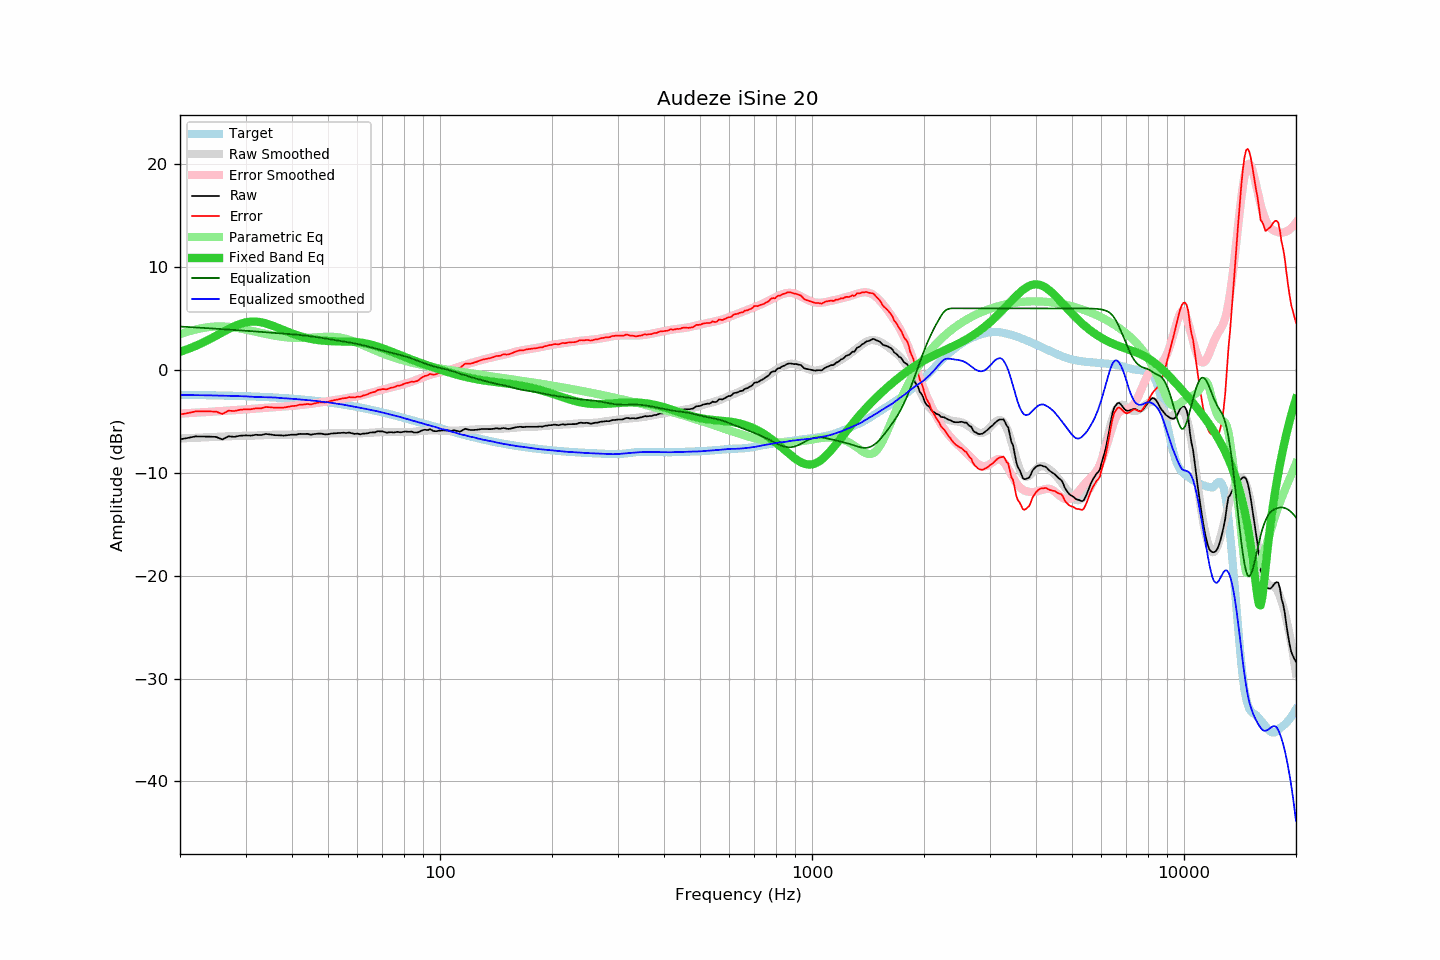 Audeze iSine 20
Target
Raw Smoothed
Error Smoothed
Raw
Error
Parametric Eq
Fixed Band Eq
Equalization
Equalized smoothed
20
10
0
−10
−20
−30
−40
Amplitude (dBr)
100
1000
10000
Frequency (Hz)